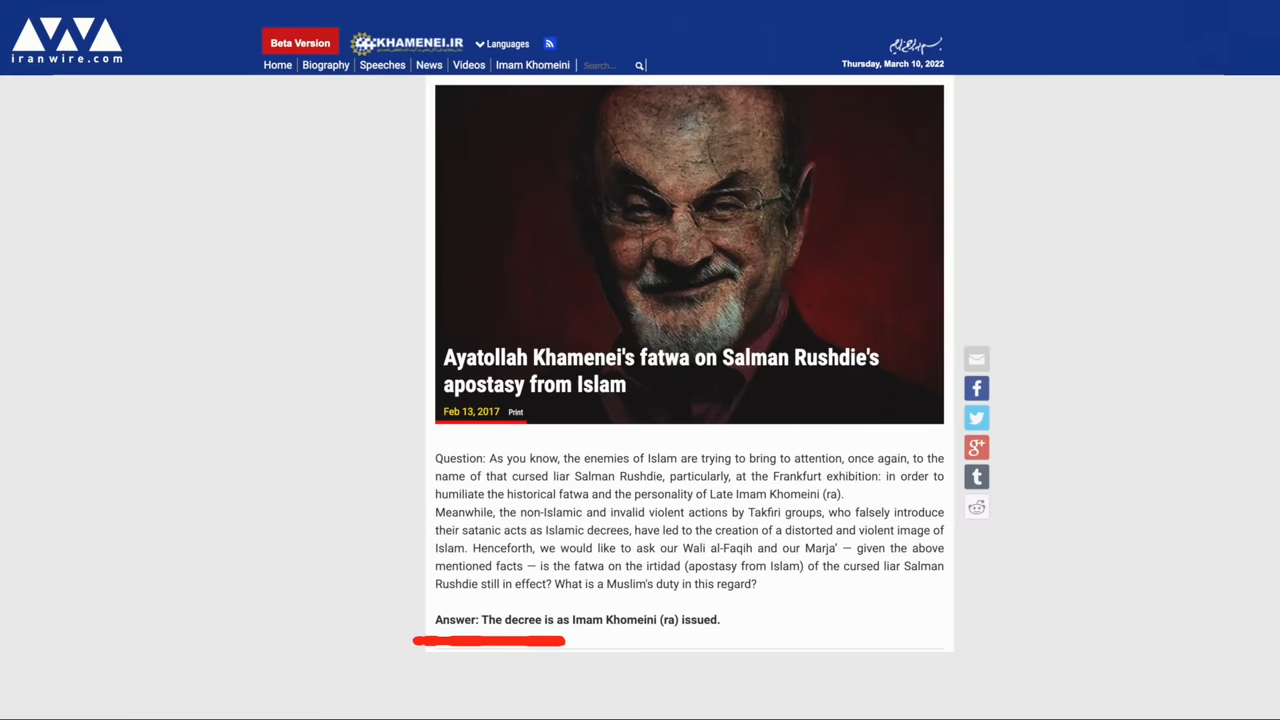 iranwire.com
Beta Version
KHAMENEI.IR
Languages
Home
Biography
Speeches
News
Videos
Imam Khomeini
Search...
Thursday, March 10, 2022
Ayatollah Khamenei's fatwa on Salman Rushdie's
apostasy from Islam
Feb 13, 2017 Print
Question: As you know, the enemies of Islam are trying to bring to attention, once again, to the
name of that cursed liar Salman Rushdie, particularly, at the Frankfurt exhibition: in order to
humiliate the historical fatwa and the personality of Late Imam Khomeini (ra).
Meanwhile, the non-Islamic and invalid violent actions by Takfiri groups, who falsely introduce
their satanic acts as Islamic decrees, have led to the creation of a distorted and violent image of
Islam. Henceforth, we would like to ask our Wali al-Faqih and our Marja’ — given the above
mentioned facts — is the fatwa on the irtidad (apostasy from Islam) of the cursed liar Salman
Rushdie still in effect? What is a Muslim's duty in this regard?
Answer: The decree is as Imam Khomeini (ra) issued.